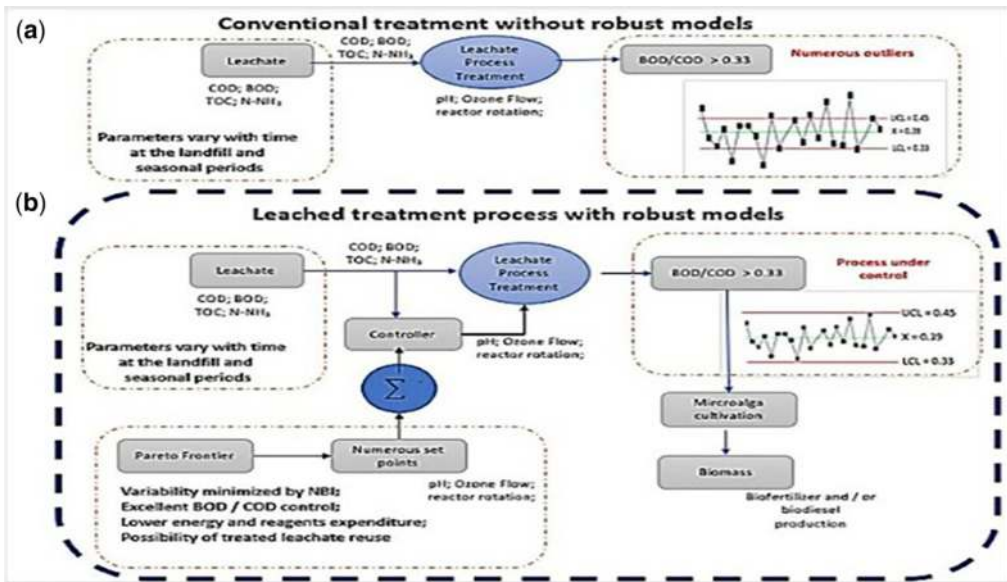 (a)
Conventional treatment without robust models
Leachate
COD; BOD;
TOC; N-NH₃
Parameters vary with time
at the landfill and
seasonal periods
COD; BOD;
TOC; N-NH₃
Leachate
Process
Treatment
pH; Ozone Flow;
reactor rotation;
BOD/COD > 0.33
Numerous outliers
UCL = 0.45
LCL = 0.33
(b)
Leached treatment process with robust models
Leachate
COD; BOD;
TOC; N-NH₃
Parameters vary with time
at the landfill and
seasonal periods
COD; BOD;
TOC; N-NH₃
Leachate
Process
Treatment
Controller
pH; Ozone Flow;
reactor rotation;
Σ
BOD/COD > 0.33
Process under
control
UCL = 0.45
X = 0.39
LCL = 0.33
Mircroalga
cultivation
Biomass
Biofertilizer and / or
biodiesel
production
Pareto Frontier
Numerous set
points
pH; Ozone Flow;
reactor rotation;
Variability minimized by NBI;
Excellent BOD / COD control;
Lower energy and reagents expenditure;
Possibility of treated leachate reuse